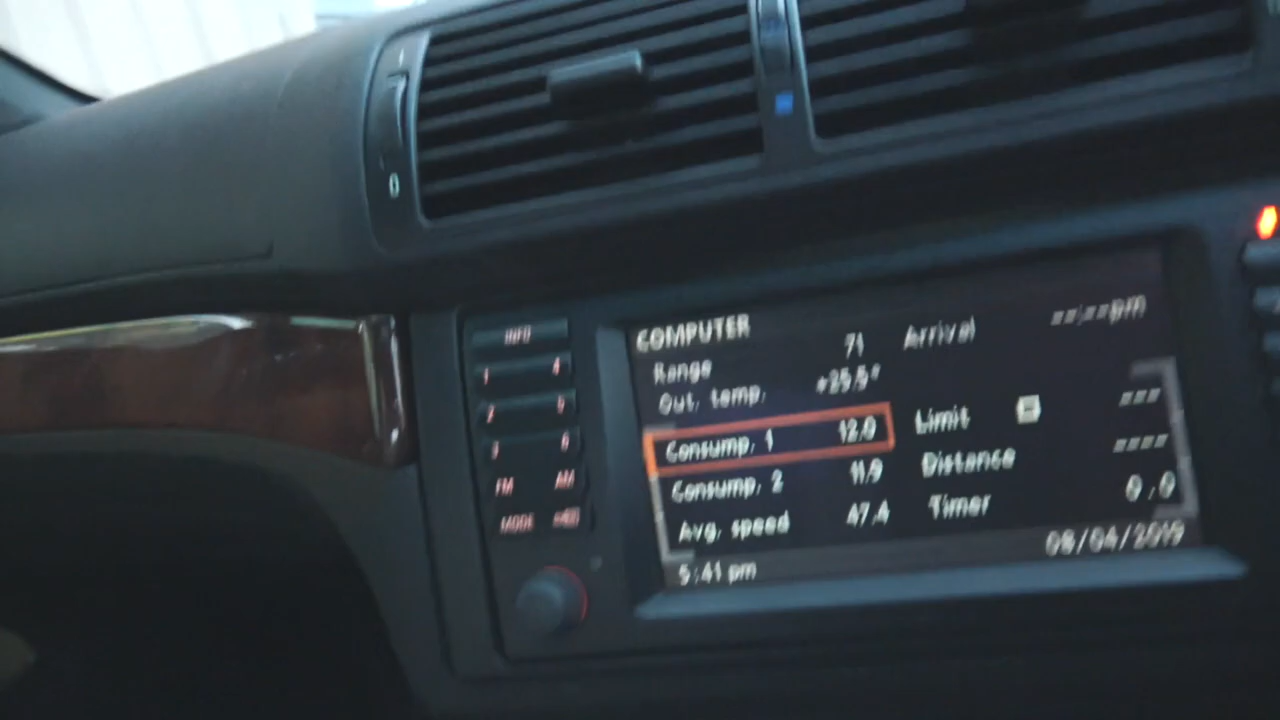 0
INFO
1 4
2 5
3 6
FM AM
MODE
COMPUTER
Range 71
Out. temp. +25.5°
Consump. 1 12.0
Consump. 2 11.9
Avg. speed 47.4
Arrival --:--pm
Limit ---
Distance ----
Timer 0.0
5:41 pm
08/04/2019